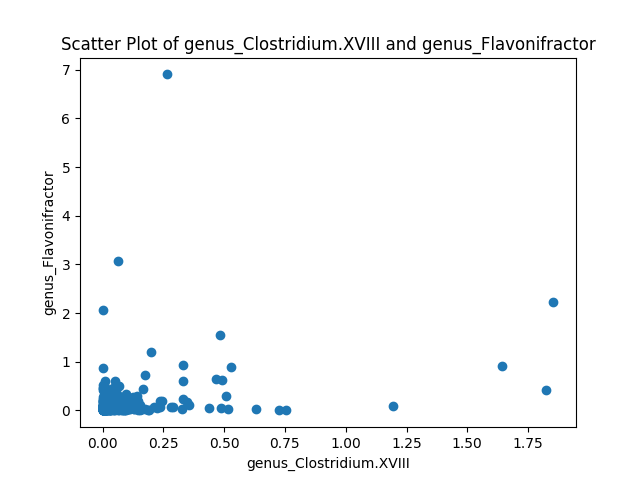 Scatter Plot of genus_Clostridium.XVIII and genus_Flavonifractor
7
6
5
4
3
2
1
0
genus_Flavonifractor
0.00 0.25 0.50 0.75 1.00 1.25 1.50 1.75
genus_Clostridium.XVIII